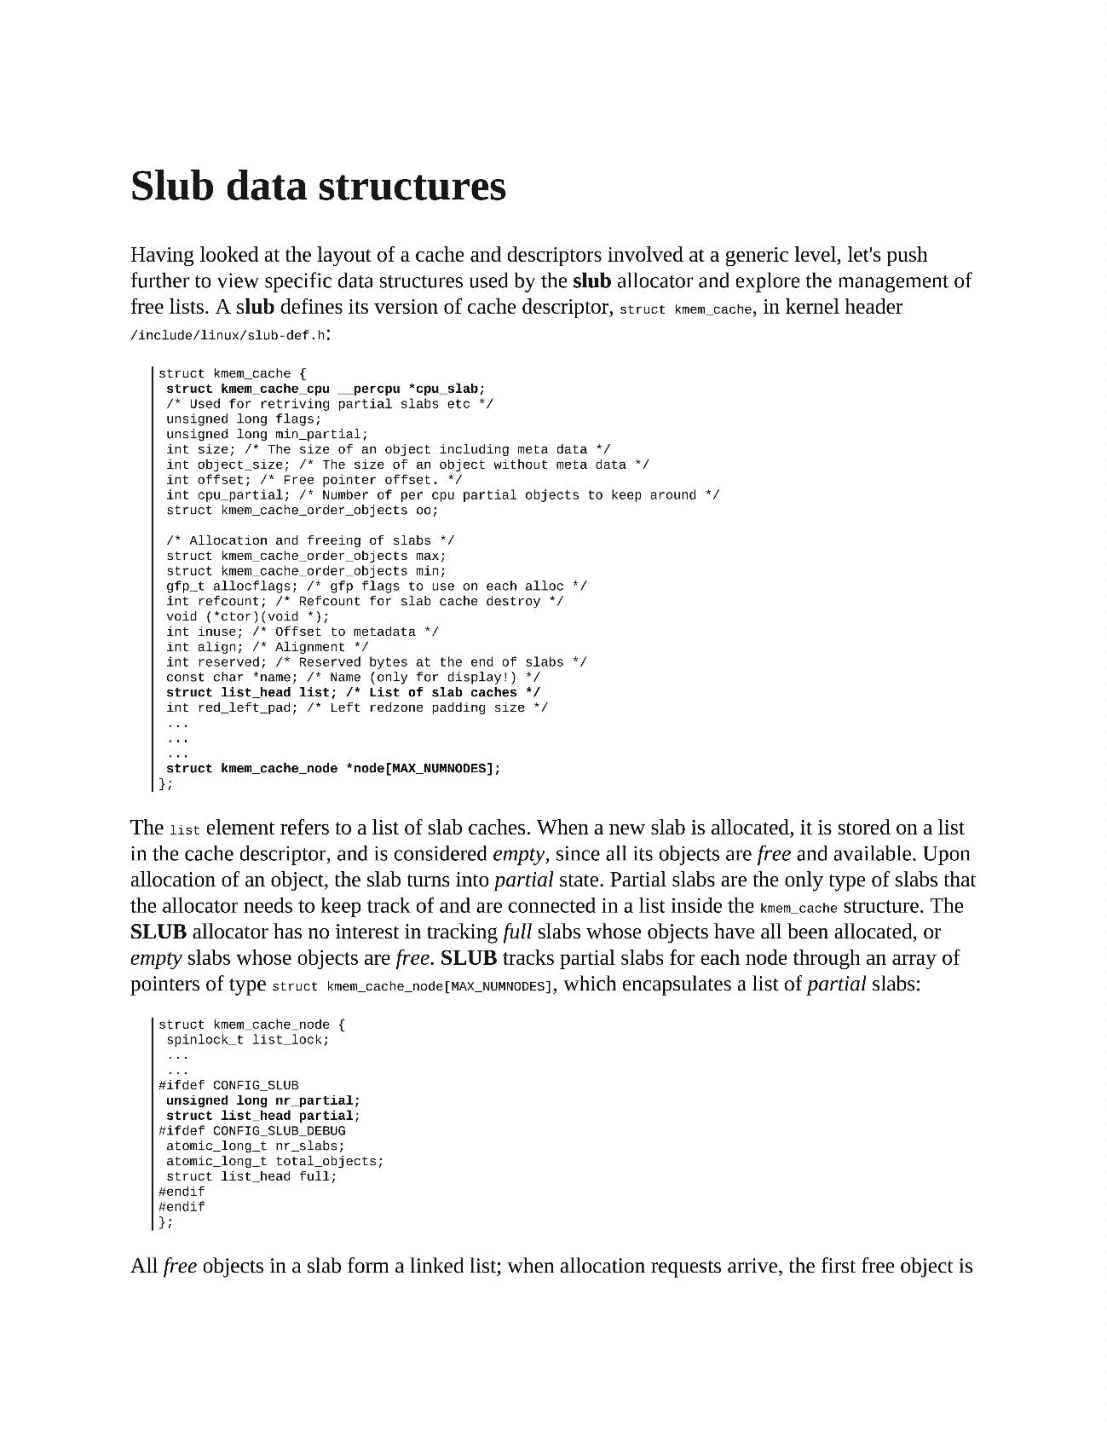 Slub data structures
Having looked at the layout of a cache and descriptors involved at a generic level, let's push
further to view specific data structures used by the slub allocator and explore the management of
free lists. A slub defines its version of cache descriptor, struct kmem_cache, in kernel header
/include/linux/slub-def.h:
struct kmem_cache {
struct kmem_cache_cpu __percpu *cpu_slab;
/* Used for retriving partial slabs etc */
unsigned long flags;
unsigned long min_partial;
int size; /* The size of an object including meta data */
int object_size; /* The size of an object without meta data */
int offset; /* Free pointer offset. */
int cpu_partial; /* Number of per cpu partial objects to keep around */
struct kmem_cache_order_objects oo;
/* Allocation and freeing of slabs */
struct kmem_cache_order_objects max;
struct kmem_cache_order_objects min;
gfp_t allocflags; /* gfp flags to use on each alloc */
int refcount; /* Refcount for slab cache destroy */
void (*ctor)(void *);
int inuse; /* Offset to metadata */
int align; /* Alignment */
int reserved; /* Reserved bytes at the end of slabs */
const char *name; /* Name (only for display!) */
struct list_head list; /* List of slab caches */
int red_left_pad; /* Left redzone padding size */
...
...
...
struct kmem_cache_node *node[MAX_NUMNODES];
};
The list element refers to a list of slab caches. When a new slab is allocated, it is stored on a list
in the cache descriptor, and is considered empty, since all its objects are free and available. Upon
allocation of an object, the slab turns into partial state. Partial slabs are the only type of slabs that
the allocator needs to keep track of and are connected in a list inside the kmem_cache structure. The
SLUB allocator has no interest in tracking full slabs whose objects have all been allocated, or
empty slabs whose objects are free. SLUB tracks partial slabs for each node through an array of
pointers of type struct kmem_cache_node[MAX_NUMNODES], which encapsulates a list of partial slabs:
struct kmem_cache_node {
spinlock_t list_lock;
...
...
#ifdef CONFIG_SLUB
unsigned long nr_partial;
struct list_head partial;
#ifdef CONFIG_SLUB_DEBUG
atomic_long_t nr_slabs;
atomic_long_t total_objects;
struct list_head full;
#endif
#endif
};
All free objects in a slab form a linked list; when allocation requests arrive, the first free object is